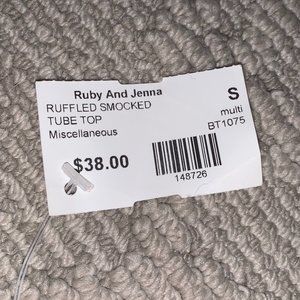 Ruby And Jenna
RUFFLED SMOCKED
TUBE TOP
Miscellaneous
$38.00
S
multi
BT1075
148726